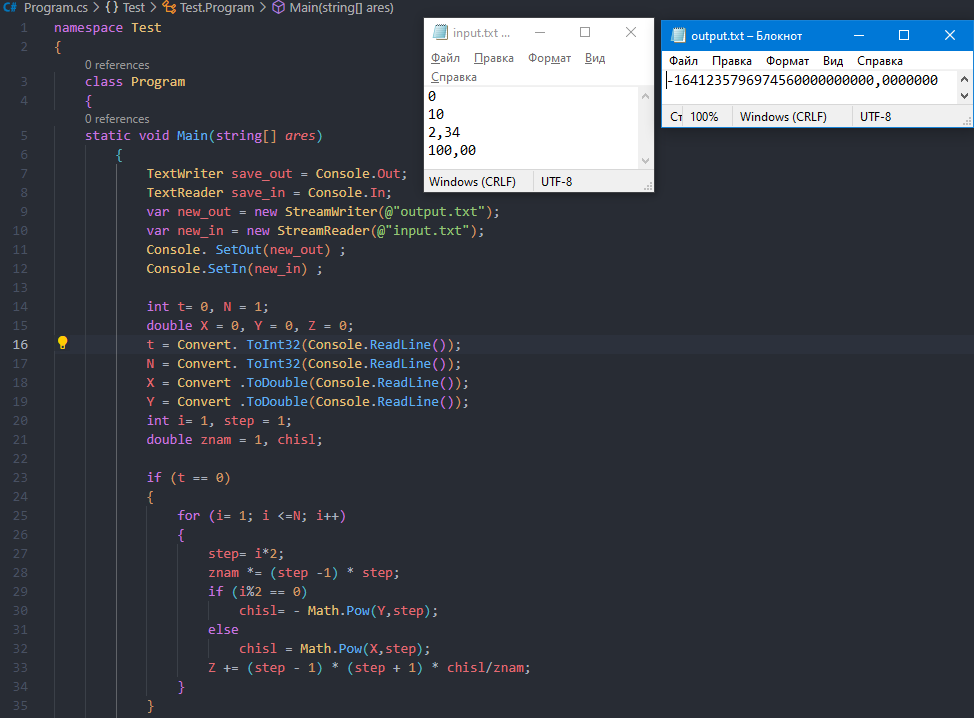 C# Program.cs > {} Test > Test.Program > Main(string[] ares)
1 namespace Test
2 {
0 references
3 class Program
4 {
0 references
5 static void Main(string[] ares)
6 {
7 TextWriter save_out = Console.Out;
8 TextReader save_in = Console.In;
9 var new_out = new StreamWriter(@"output.txt");
10 var new_in = new StreamReader(@"input.txt");
11 Console. SetOut(new_out) ;
12 Console.SetIn(new_in) ;
13
14 int t= 0, N = 1;
15 double X = 0, Y = 0, Z = 0;
16 t = Convert. ToInt32(Console.ReadLine());
17 N = Convert. ToInt32(Console.ReadLine());
18 X = Convert .ToDouble(Console.ReadLine());
19 Y = Convert .ToDouble(Console.ReadLine());
20 int i= 1, step = 1;
21 double znam = 1, chisl;
22
23 if (t == 0)
24 {
25 for (i= 1; i <=N; i++)
26 {
27 step= i*2;
28 znam *= (step -1) * step;
29 if (i%2 == 0)
30 chisl= - Math.Pow(Y,step);
31 else
32 chisl = Math.Pow(X,step);
33 Z += (step - 1) * (step + 1) * chisl/znam;
34 }
35 }
input.txt ...
Файл Правка Формат Вид
Справка
0
10
2,34
100,00
Windows (CRLF) UTF-8
output.txt – Блокнот
Файл Правка Формат Вид Справка
-1641235796974560000000000,0000000
Ст 100% Windows (CRLF) UTF-8